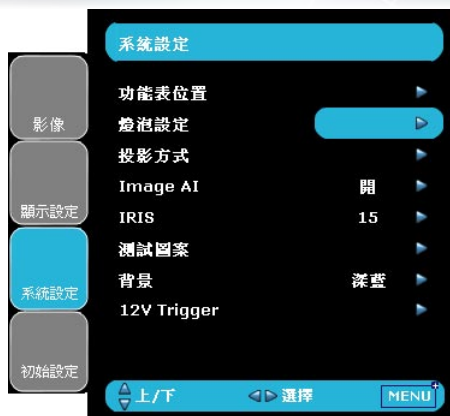 系統設定
影像
顯示設定
系統設定
初始設定
功能表位置
燈泡設定
投影方式
Image AI 開
IRIS 15
測試圖案
背景 深藍
12V Trigger
上/下 選擇 MENU